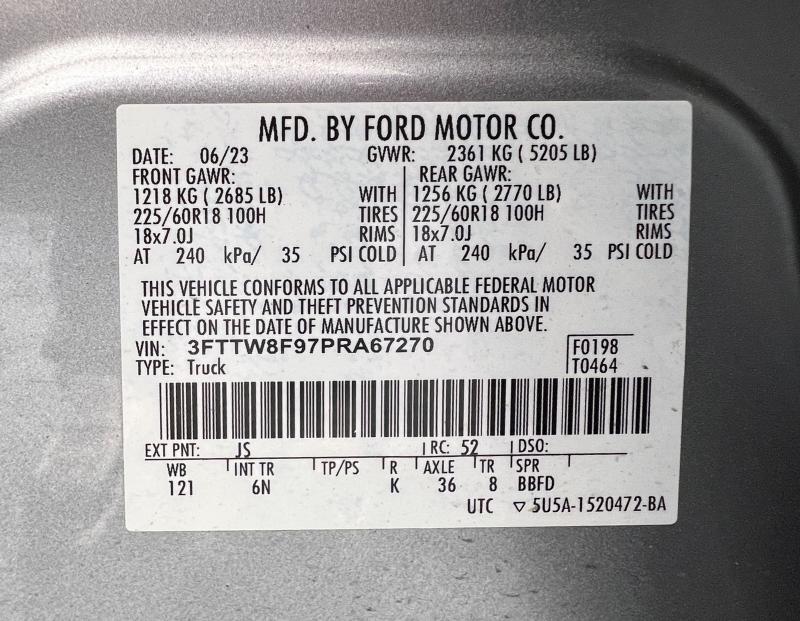 MFD. BY FORD MOTOR CO.
DATE: 06/23 GVWR: 2361 KG ( 5205 LB)
FRONT GAWR: REAR GAWR:
1218 KG ( 2685 LB) WITH 1256 KG ( 2770 LB) WITH
225/60R18 100H TIRES 225/60R18 100H TIRES
18x7.0J RIMS 18x7.0J RIMS
AT 240 kPa/ 35 PSI COLD AT 240 kPa/ 35 PSI COLD
THIS VEHICLE CONFORMS TO ALL APPLICABLE FEDERAL MOTOR
VEHICLE SAFETY AND THEFT PREVENTION STANDARDS IN
EFFECT ON THE DATE OF MANUFACTURE SHOWN ABOVE.
VIN: 3FTTW8F97PRA67270 F0198
TYPE: Truck T0464
EXT PNT: JS RC: 52 DSO:
WB INT TR TP/PS R AXLE TR SPR
121 6N K 36 8 BBFD
UTC ▽ 5U5A-1520472-BA